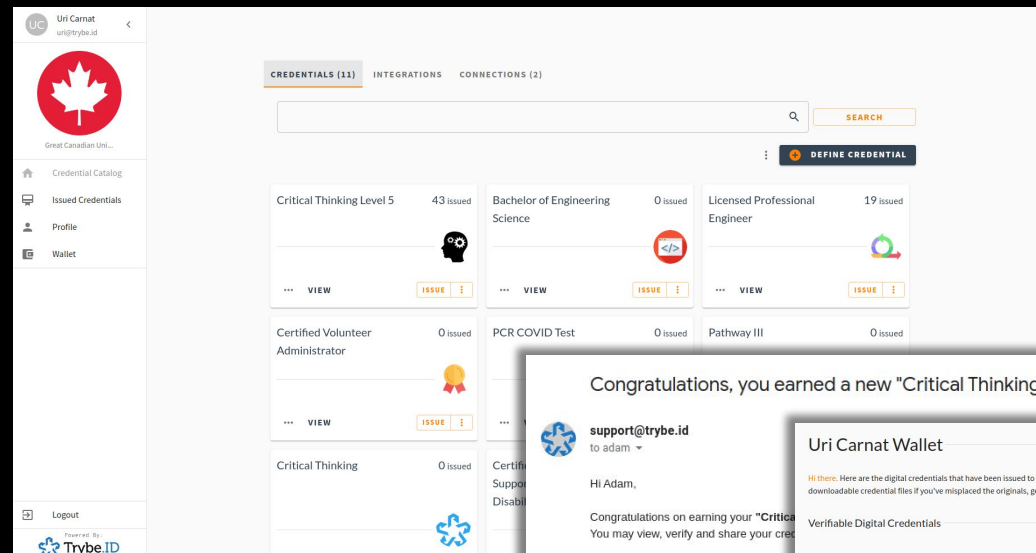 UC
Uri Carnat
uri@trybe.id
Great Canadian Uni...
Credential Catalog
Issued Credentials
Profile
Wallet
Logout
Powered By:
Trybe.ID
CREDENTIALS (11) INTEGRATIONS CONNECTIONS (2)
SEARCH
DEFINE CREDENTIAL
Critical Thinking Level 5 43 issued
VIEW ISSUE
Bachelor of Engineering 0 issued
Science
VIEW ISSUE
Licensed Professional 19 issued
Engineer
VIEW ISSUE
Certified Volunteer 0 issued
Administrator
VIEW ISSUE
PCR COVID Test 0 issued
Pathway III 0 issued
Critical Thinking 0 issued
Congratulations, you earned a new "Critical Thinking
support@trybe.id
to adam
Hi Adam,
Congratulations on earning your "Critica
You may view, verify and share your cred
Uri Carnat Wallet
Hi there. Here are the digital credentials that have been issued to
downloadable credential files if you've misplaced the originals, g
Verifiable Digital Credentials